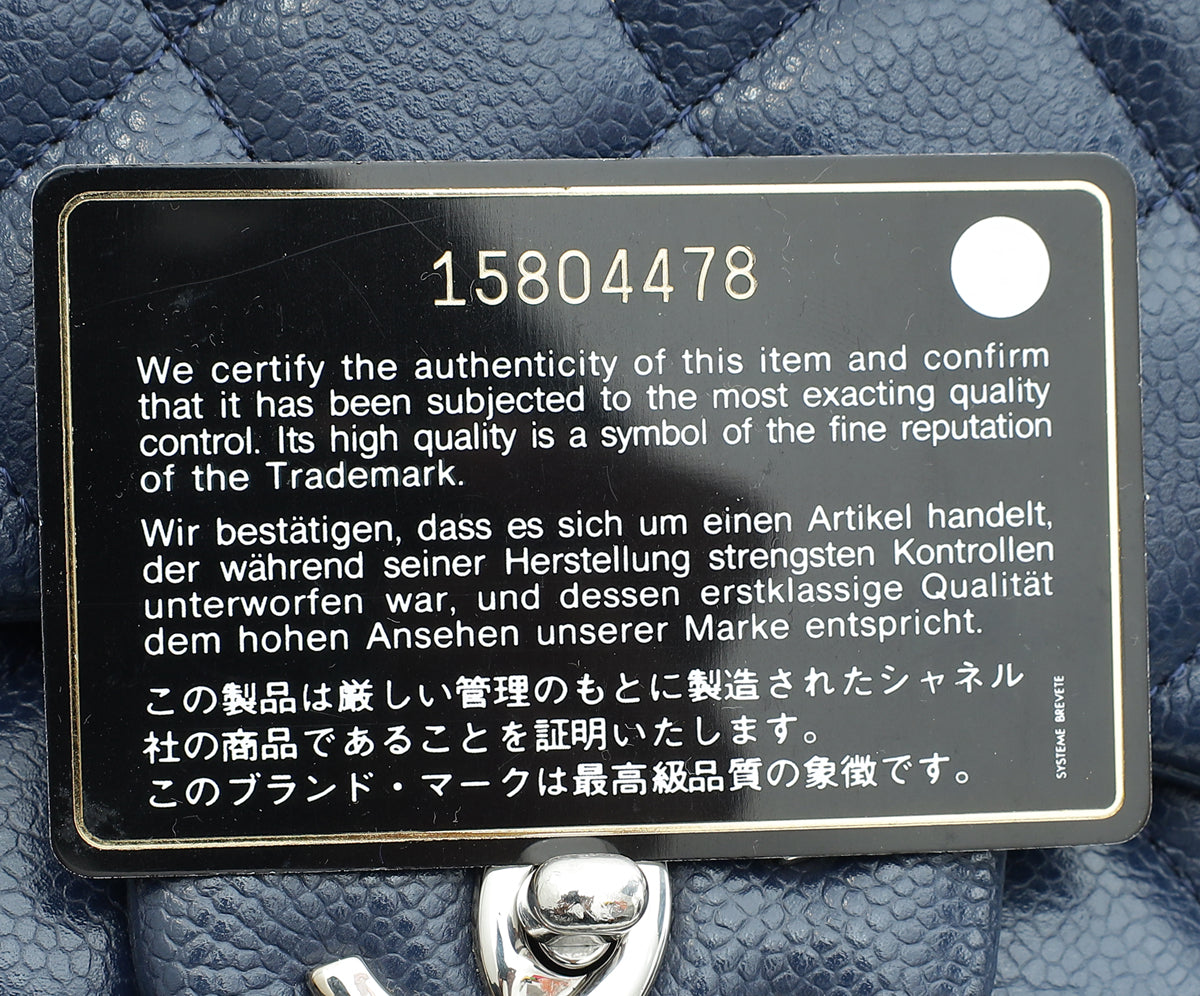 15804478
We certify the authenticity of this item and confirm
that it has been subjected to the most exacting quality
control. Its high quality is a symbol of the fine reputation
of the Trademark.
Wir bestätigen, dass es sich um einen Artikel handelt,
der während seiner Herstellung strengsten Kontrollen
unterworfen war, und dessen erstklassige Qualität
dem hohen Ansehen unserer Marke entspricht.
この製品は厳しい管理のもとに製造されたシャネル
社の商品であることを証明いたします。
このブランド・マークは最高級品質の象徴です。
SYSTEME BREVETE